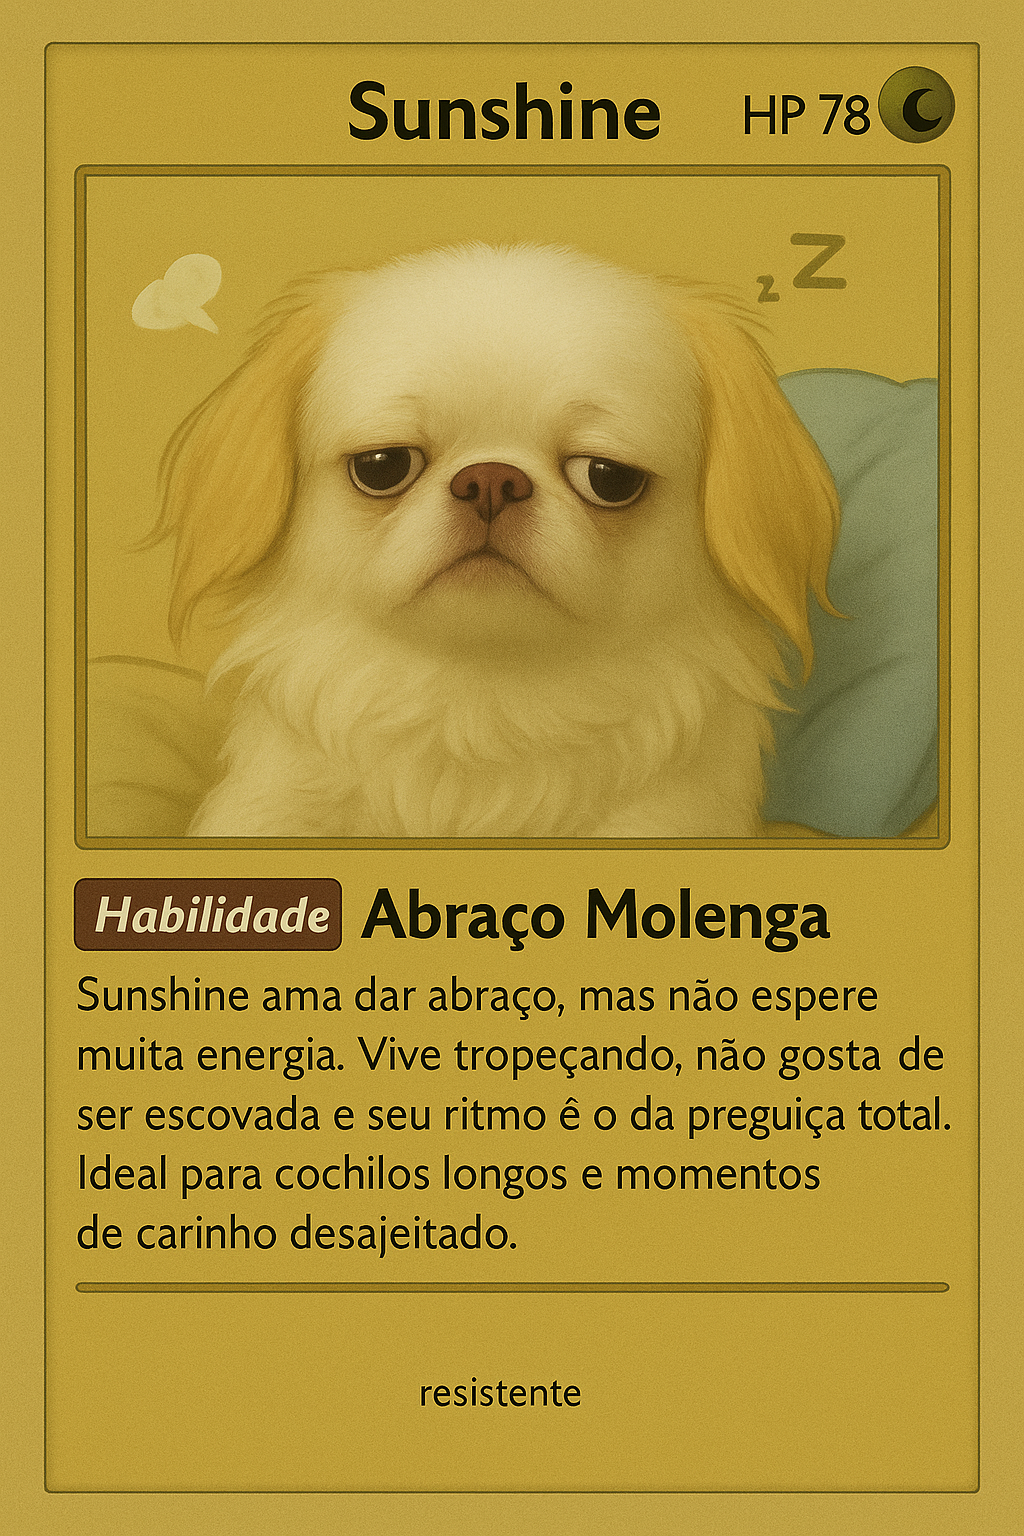 Sunshine HP 78
z Z
Habilidade Abraço Molenga
Sunshine ama dar abraço, mas não espere
muita energia. Vive tropeçando, não gosta de
ser escovada e seu ritmo ê o da preguiça total.
Ideal para cochilos longos e momentos
de carinho desajeitado.
resistente